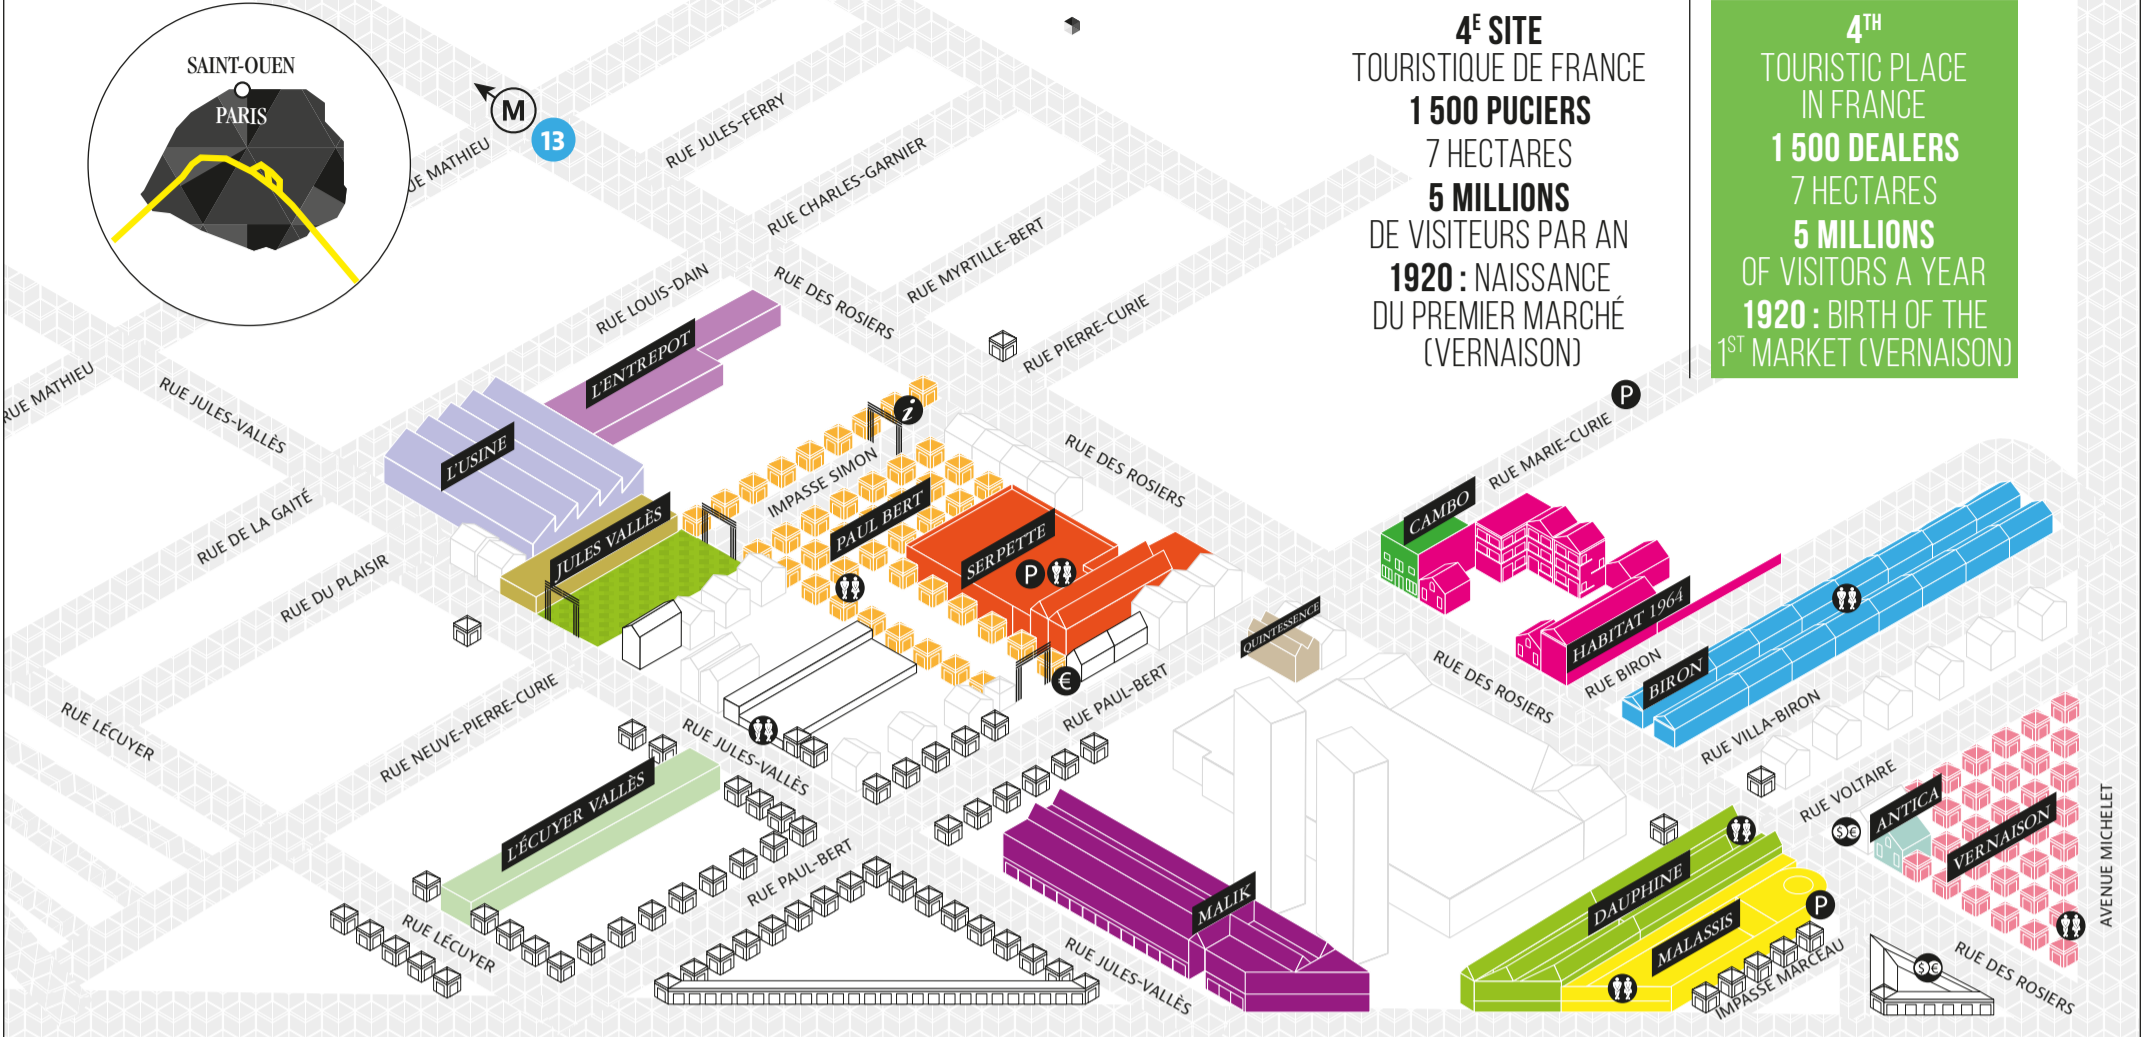 SAINT-OUEN
PARIS
M
13
4E SITE
TOURISTIQUE DE FRANCE
1 500 PUCIERS
7 HECTARES
5 MILLIONS
DE VISITEURS PAR AN
1920 : NAISSANCE
DU PREMIER MARCHÉ
(VERNAISON)
4TH
TOURISTIC PLACE
IN FRANCE
1 500 DEALERS
7 HECTARES
5 MILLIONS
OF VISITORS A YEAR
1920 : BIRTH OF THE
1ST MARKET (VERNAISON)
UE MATHIEU
RUE JULES-FERRY
RUE CHARLES-GARNIER
RUE MYRTILLE-BERT
RUE LOUIS-DAIN
RUE DES ROSIERS
RUE PIERRE-CURIE
RUE MATHIEU
RUE JULES-VALLÈS
L'ENTREPOT
L'USINE
i
IMPASSE SIMON
RUE DES ROSIERS
P
RUE MARIE-CURIE
CAMBO
RUE DE LA GAITÉ
JULES VALLÈS
PAUL BERT
SERPETTE
P
RUE DU PLAISIR
QUINTESSENCE
HABITAT 1964
RUE BIRON
BIRON
RUE VILLA-BIRON
RUE DES ROSIERS
€
RUE PAUL-BERT
RUE LÉCUYER
RUE NEUVE-PIERRE-CURIE
RUE JULES-VALLÈS
L'ÉCUYER VALLÈS
RUE VOLTAIRE
$€
ANTICA
VERNAISON
AVENUE MICHELET
RUE PAUL-BERT
MALIK
DAUPHINE
MALASSIS
P
RUE LÉCUYER
RUE JULES-VALLÈS
IMPASSE MARCEAU
$€
RUE DES ROSIERS